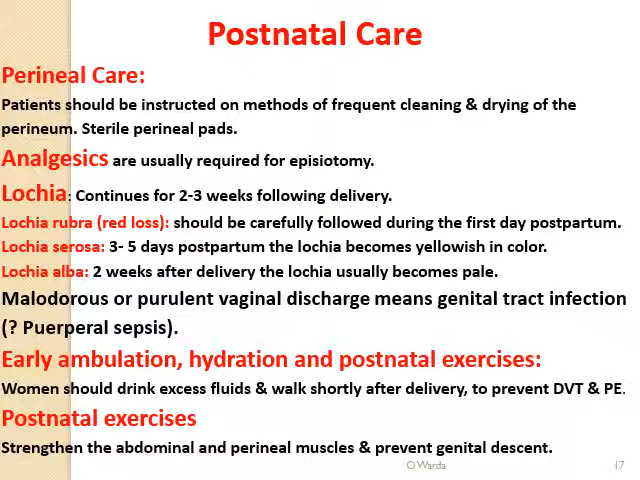 Postnatal Care
Perineal Care:
Patients should be instructed on methods of frequent cleaning & drying of the
perineum. Sterile perineal pads.
Analgesics are usually required for episiotomy.
Lochia: Continues for 2-3 weeks following delivery.
Lochia rubra (red loss): should be carefully followed during the first day postpartum.
Lochia serosa: 3- 5 days postpartum the lochia becomes yellowish in color.
Lochia alba: 2 weeks after delivery the lochia usually becomes pale.
Malodorous or purulent vaginal discharge means genital tract infection
(? Puerperal sepsis).
Early ambulation, hydration and postnatal exercises:
Women should drink excess fluids & walk shortly after delivery, to prevent DVT & PE.
Postnatal exercises
Strengthen the abdominal and perineal muscles & prevent genital descent.
O Warda 17